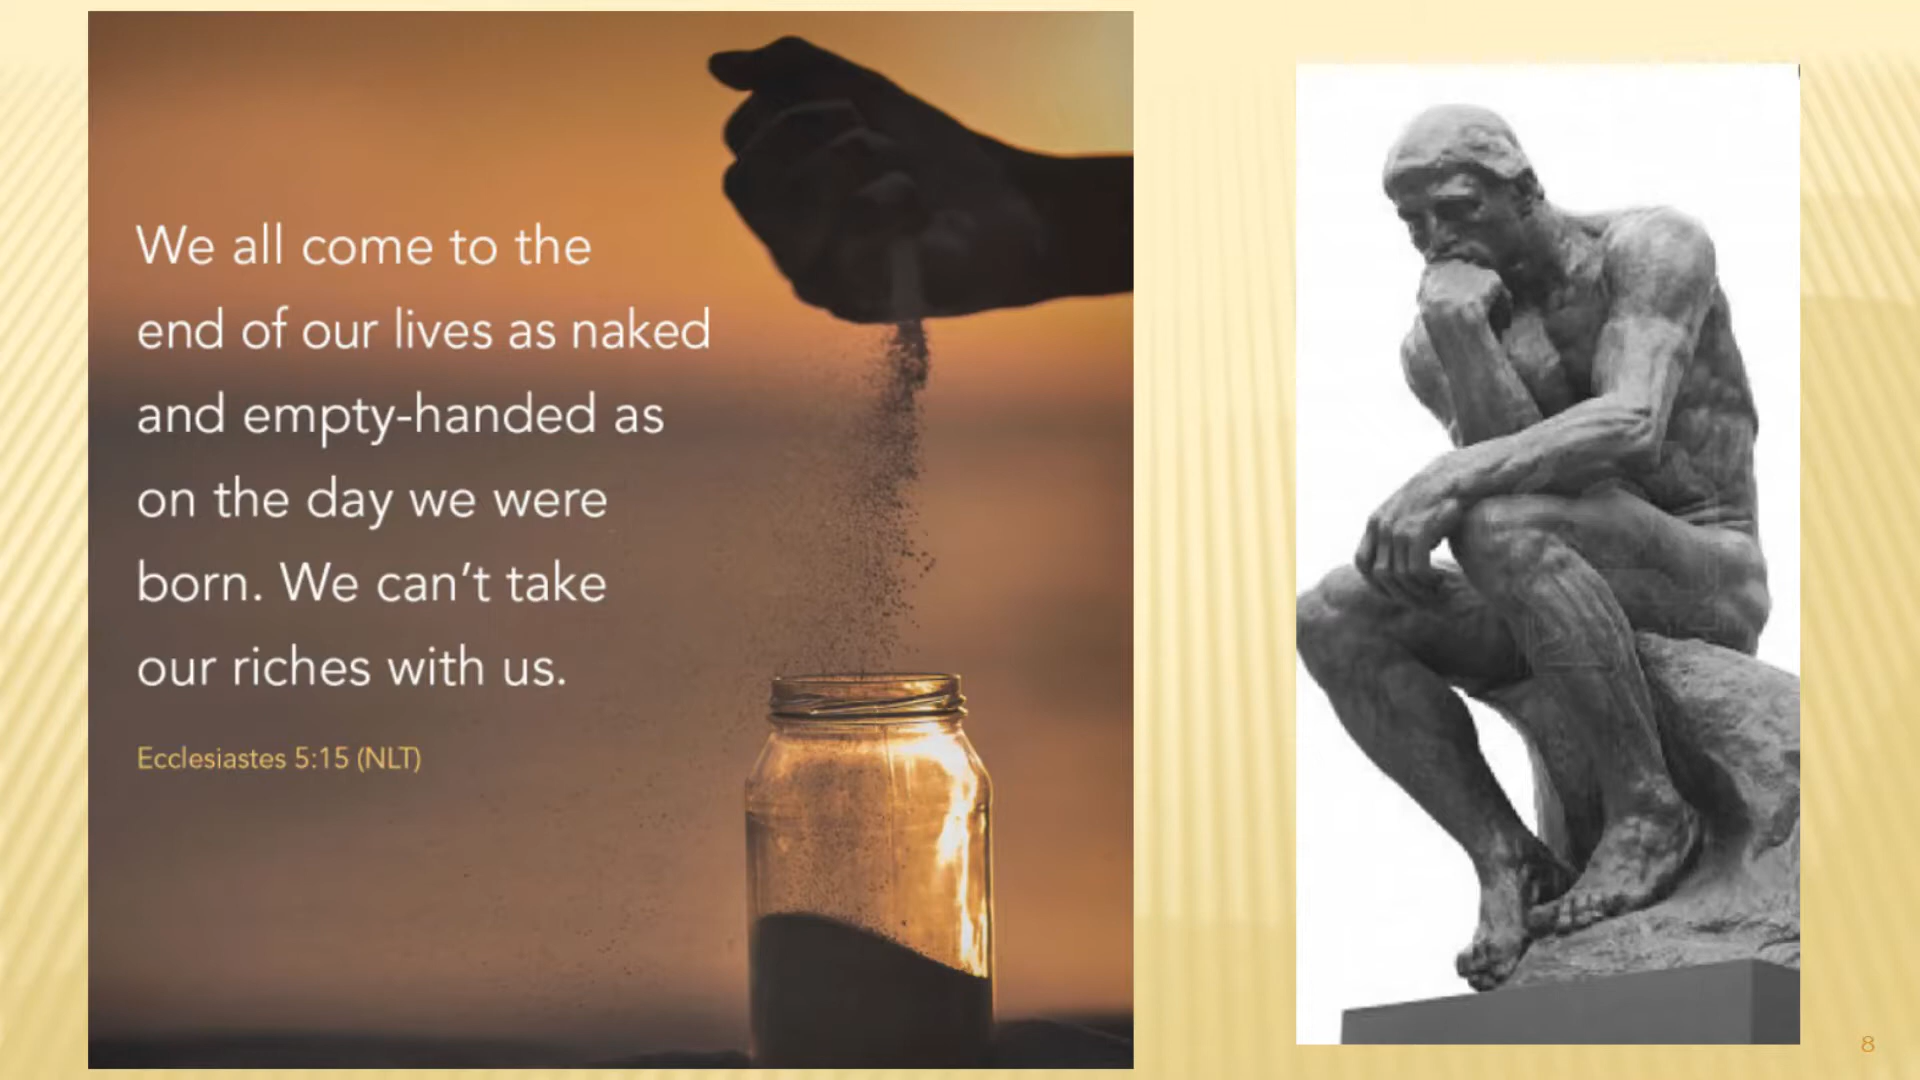 We all come to the
end of our lives as naked
and empty-handed as
on the day we were
born. We can’t take
our riches with us.
Ecclesiastes 5:15 (NLT)
8